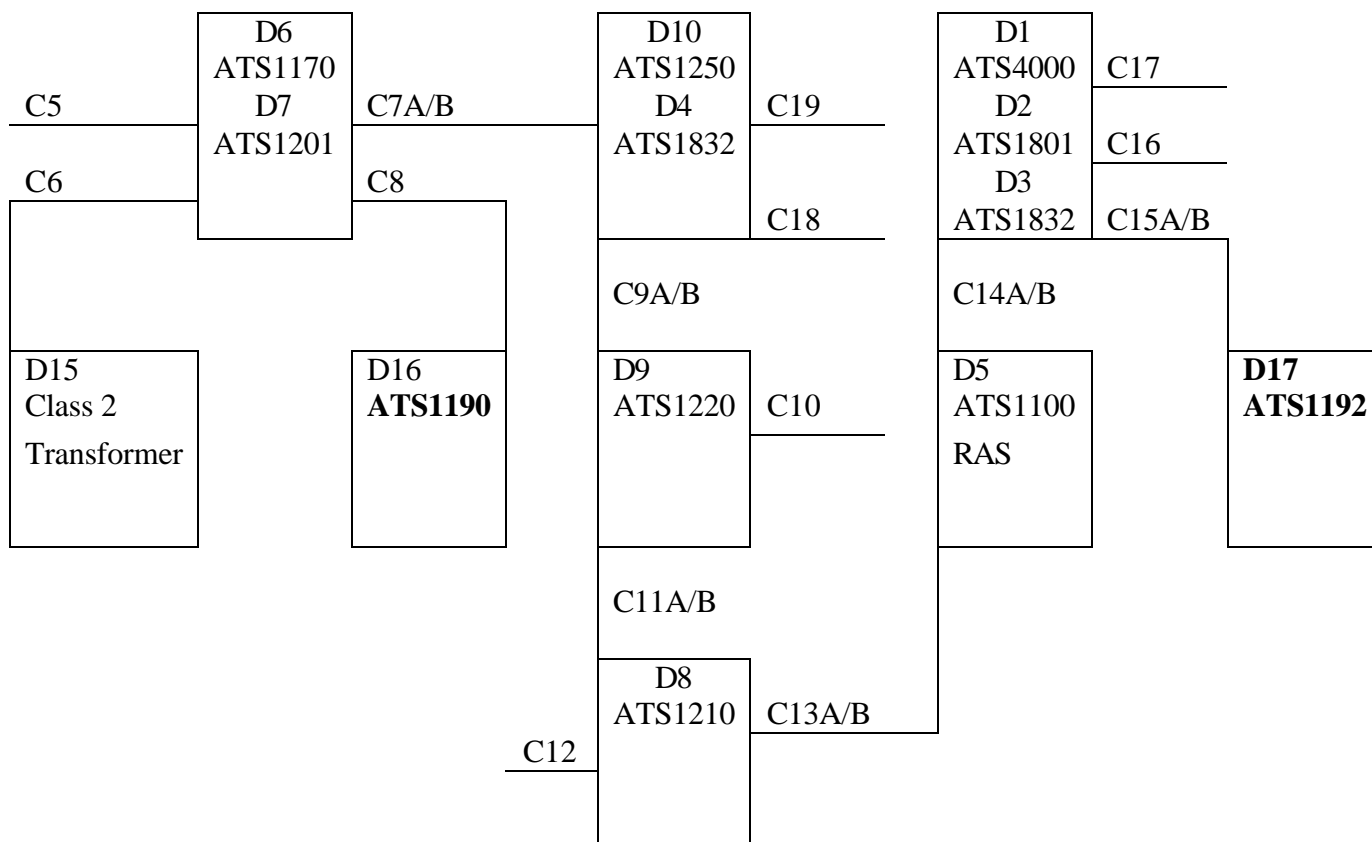 D6
ATS1170
D7
ATS1201
C5
C6
C7A/B
C8
D10
ATS1250
D4
ATS1832
C19
C18
D1
ATS4000
D2
ATS1801
D3
ATS1832
C17
C16
C15A/B
C9A/B
C14A/B
D15
Class 2
Transformer
D16
ATS1190
D9
ATS1220
C10
D5
ATS1100
RAS
D17
ATS1192
C11A/B
D8
ATS1210
C13A/B
C12